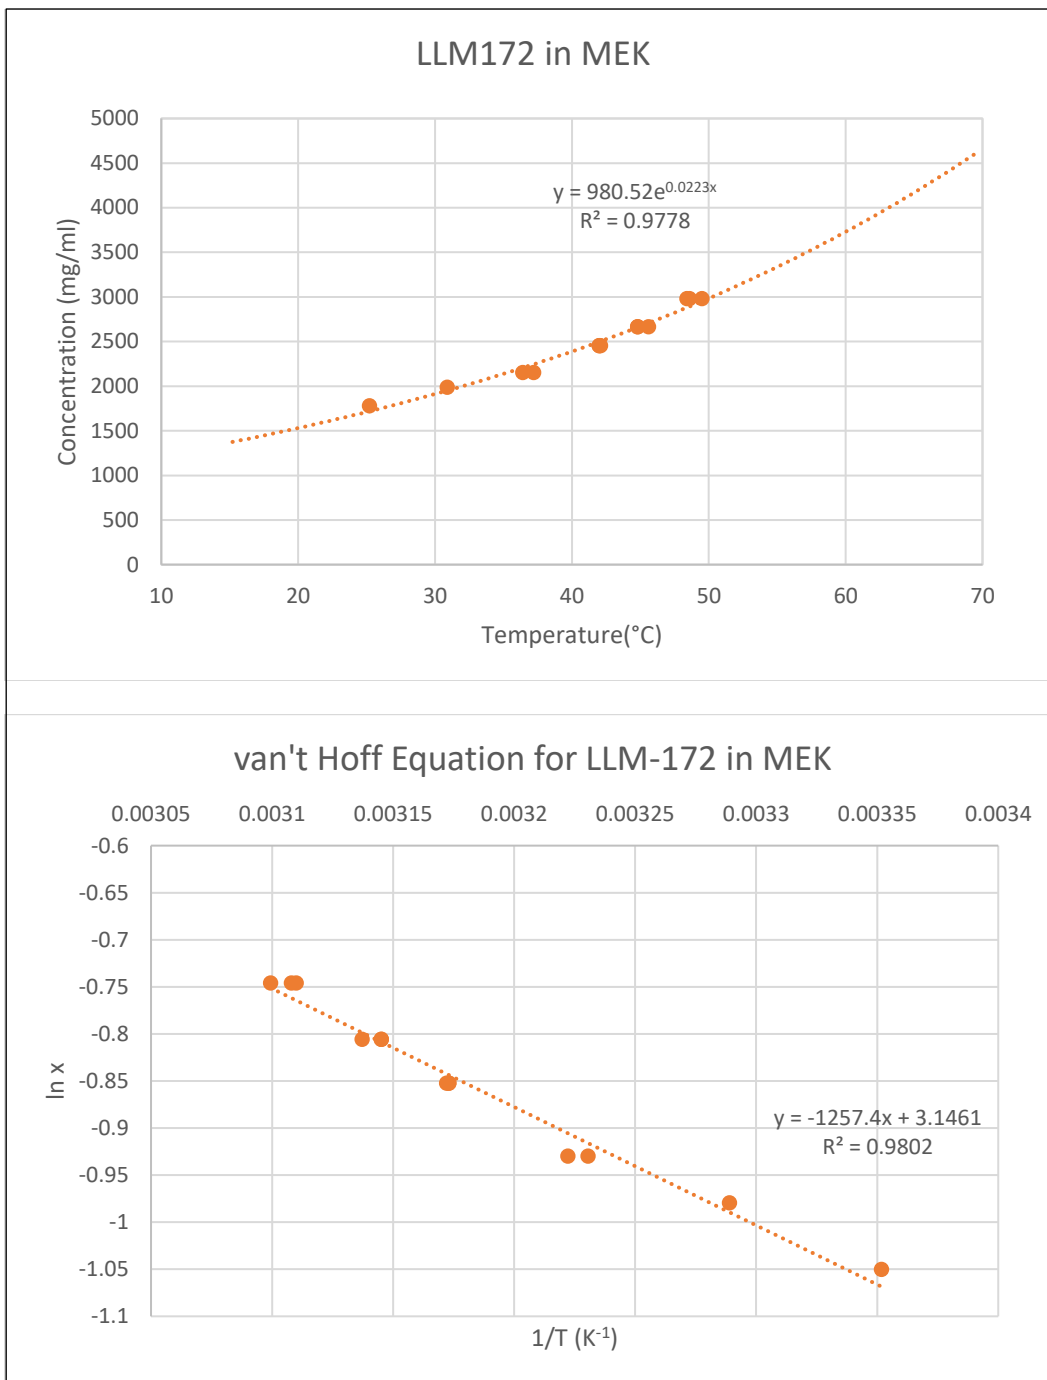 LLM172 in MEK
5000
4500
4000
3500
3000
2500
2000
1500
1000
500
0
Concentration (mg/ml)
y = 980.52e^0.0223x
R² = 0.9778
10 20 30 40 50 60 70
Temperature(°C)
van't Hoff Equation for LLM-172 in MEK
0.00305 0.0031 0.00315 0.0032 0.00325 0.0033 0.00335 0.0034
-0.6
-0.65
-0.7
-0.75
-0.8
-0.85
-0.9
-0.95
-1
-1.05
-1.1
ln x
y = -1257.4x + 3.1461
R² = 0.9802
1/T (K⁻¹)